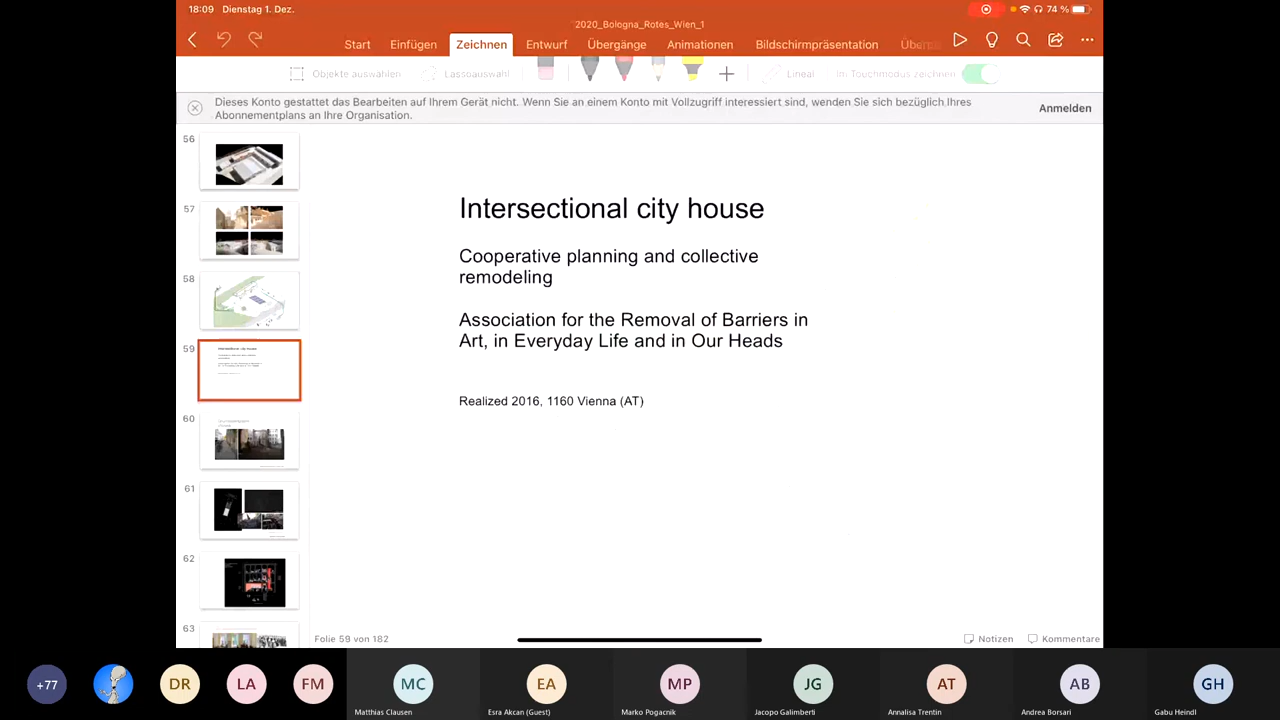 18:09 Dienstag 1. Dez.
74 %
2020_Bologna_Rotes_Wien_1
Start Einfügen Zeichnen Entwurf Übergänge Animationen Bildschirmpräsentation Überp
Objekte auswählen Lassoauswahl Lineal Im Touchmodus zeichnen
Dieses Konto gestattet das Bearbeiten auf Ihrem Gerät nicht. Wenn Sie an einem Konto mit Vollzugriff interessiert sind, wenden Sie sich bezüglich Ihres
Abonnementplans an Ihre Organisation.
Anmelden
56
57
58
59
60
61
62
63
Intersectional city house
Cooperative planning and collective
remodeling
Association for the Removal of Barriers in
Art, in Everyday Life and in Our Heads
Realized 2016, 1160 Vienna (AT)
Folie 59 von 182
Notizen Kommentare
+77 DR LA FM MC EA MP JG AT AB GH
Matthias Clausen Esra Akcan (Guest) Marko Pogacnik Jacopo Galimberti Annalisa Trentin Andrea Borsari Gabu Heindl